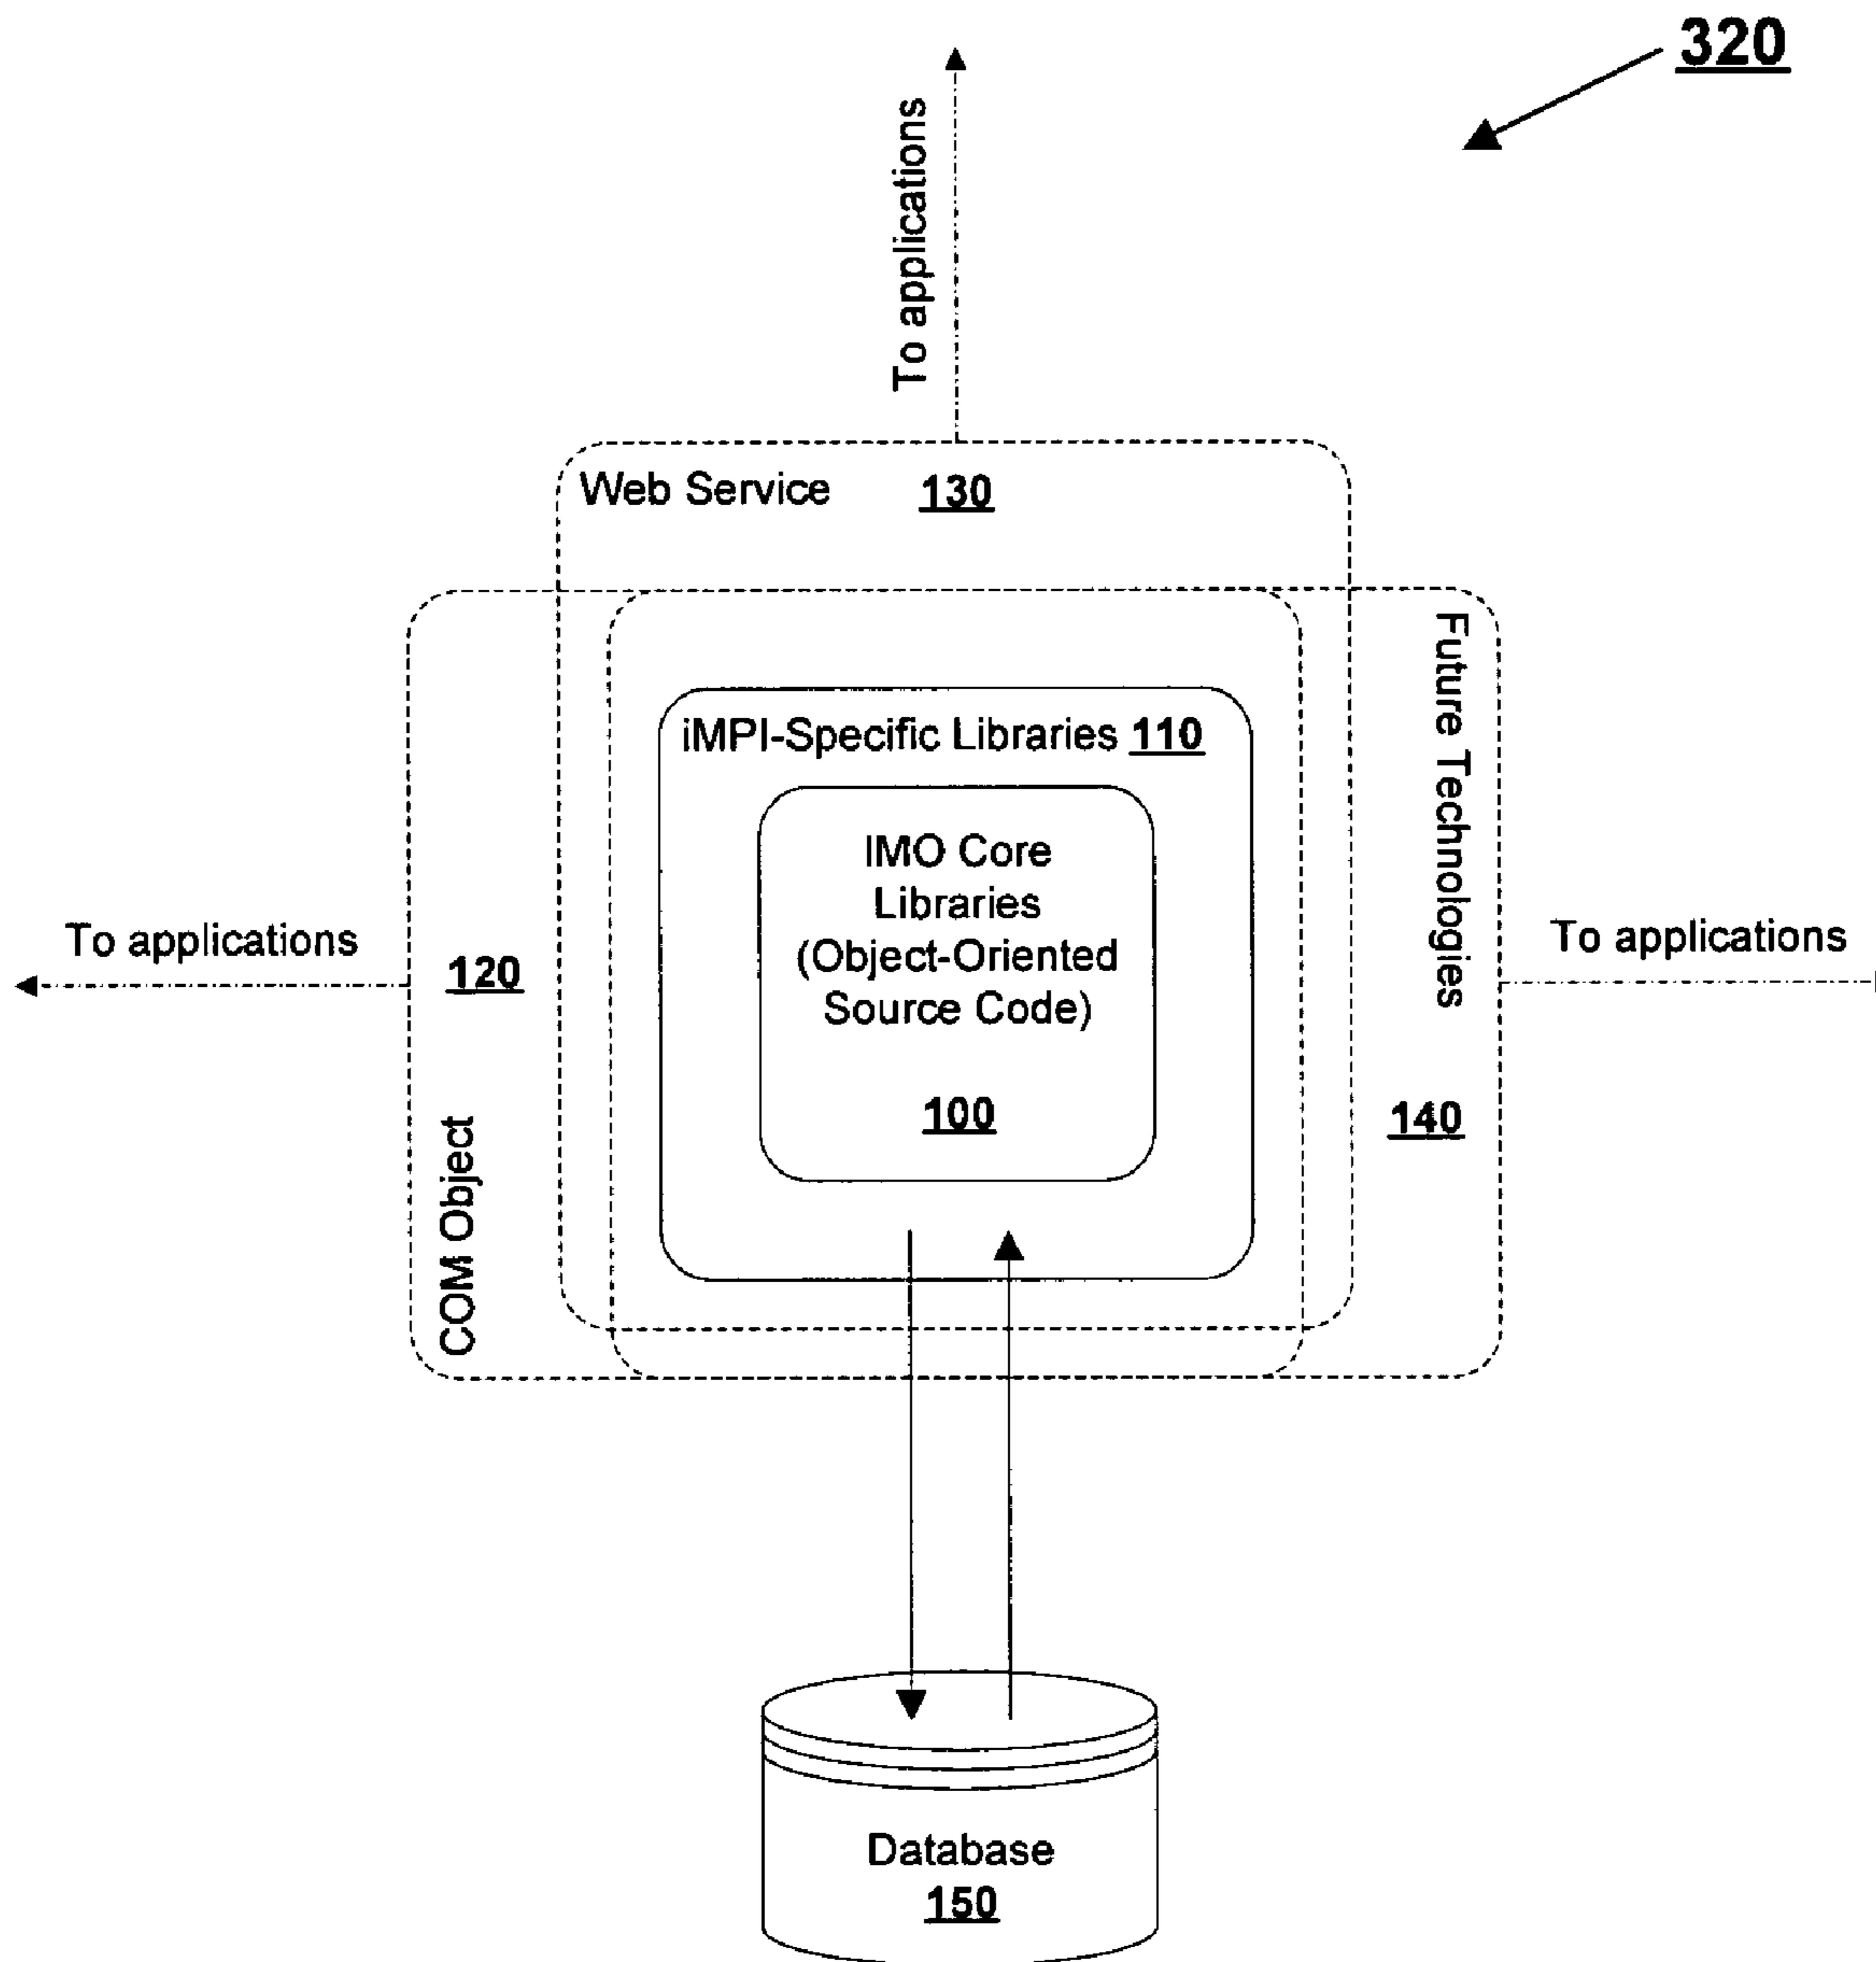 320
To applications
Web Service 130
iMPI-Specific Libraries 110
IMO Core
Libraries
(Object-Oriented
Source Code)
100
To applications
120
COM Object
Future Technologies
140
To applications
Database
150